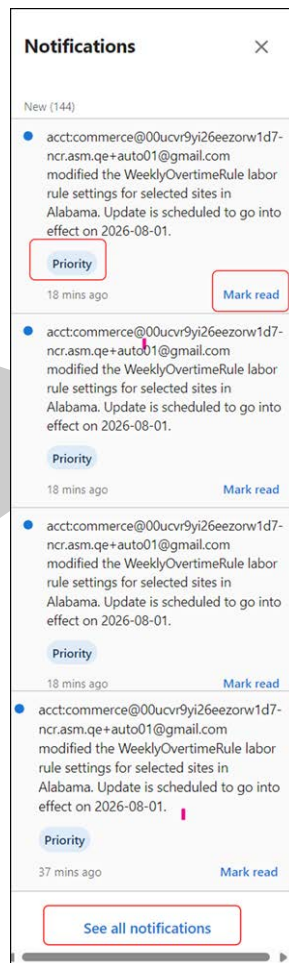 Notifications
New (144)
acct:commerce@00ucvr9yi26eezorw1d7-
ncr.asm.qe+auto01@gmail.com
modified the WeeklyOvertimeRule labor
rule settings for selected sites in
Alabama. Update is scheduled to go into
effect on 2026-08-01.
Priority
18 mins ago Mark read
acct:commerce@00ucvr9yi26eezorw1d7-
ncr.asm.qe+auto01@gmail.com
modified the WeeklyOvertimeRule labor
rule settings for selected sites in
Alabama. Update is scheduled to go into
effect on 2026-08-01.
Priority
18 mins ago Mark read
acct:commerce@00ucvr9yi26eezorw1d7-
ncr.asm.qe+auto01@gmail.com
modified the WeeklyOvertimeRule labor
rule settings for selected sites in
Alabama. Update is scheduled to go into
effect on 2026-08-01.
Priority
18 mins ago Mark read
acct:commerce@00ucvr9yi26eezorw1d7-
ncr.asm.qe+auto01@gmail.com
modified the WeeklyOvertimeRule labor
rule settings for selected sites in
Alabama. Update is scheduled to go into
effect on 2026-08-01.
Priority
37 mins ago Mark read
See all notifications